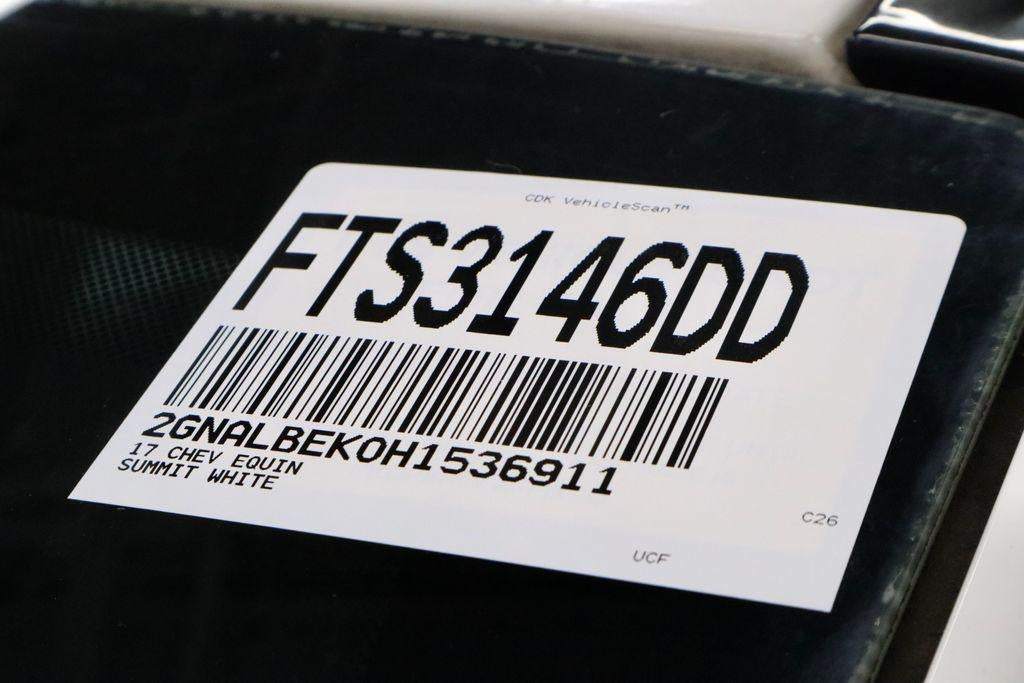 CDK VehicleScan™
FTS3146DD
2GNALBEK0H1536911
17 CHEV EQUIN
SUMMIT WHITE
C26
UCF